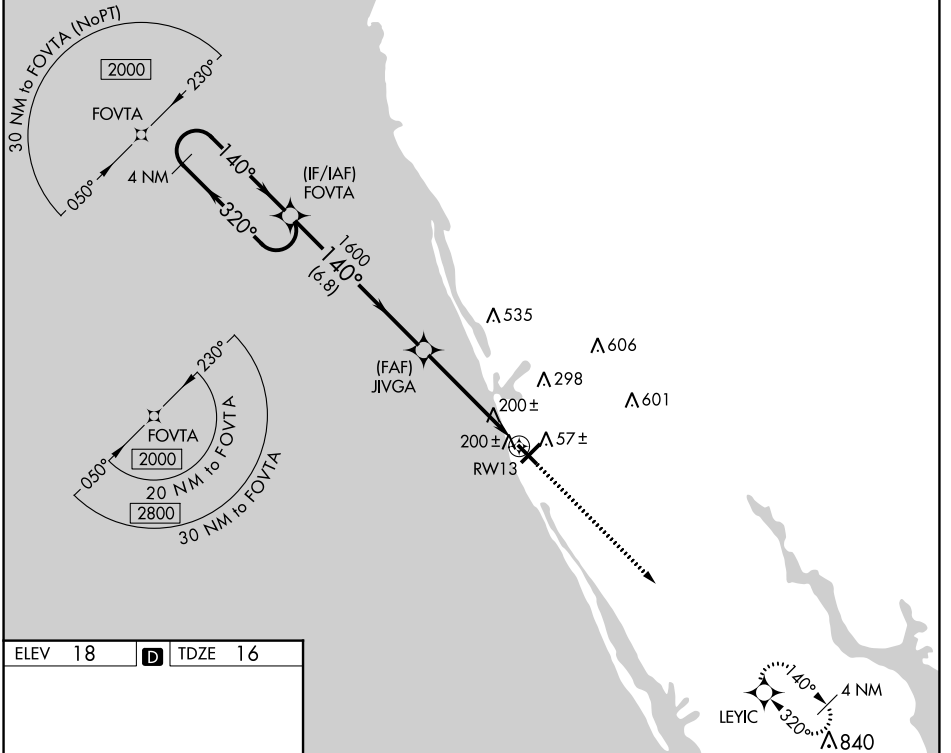 30 NM to FOVTA (NoPT)
2000
230°
FOVTA
050°
4 NM
140°
320°
(IF/IAF)
FOVTA
1600
140°
(6.8)
535
606
(FAF)
JIVGA
298
601
200±
200±
57±
RW13
230°
FOVTA
2000
050°
20 NM to FOVTA
2800
30 NM to FOVTA
ELEV 18 D TDZE 16
140°
4 NM
LEYIC
320°
840